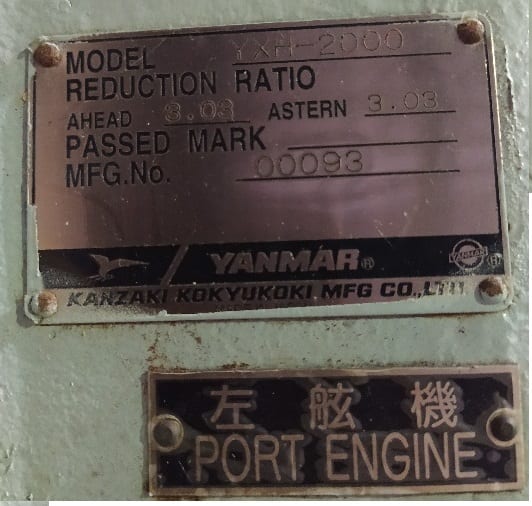 MODEL YXH-2000
REDUCTION RATIO
AHEAD 3.03 ASTERN 3.03
PASSED MARK
MFG.No. 00093
YANMAR®
YANMAR ®
KANZAKI KOKYUKOKI MFG CO.,LTD
左舷機
PORT ENGINE